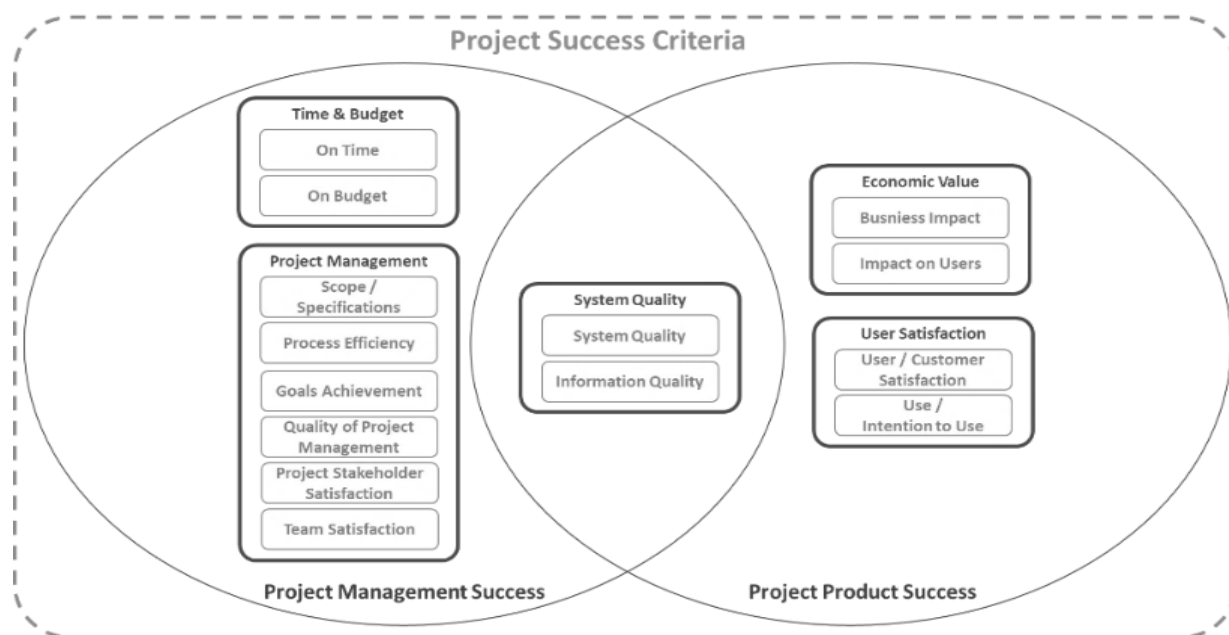 Project Success Criteria
Time & Budget
On Time
On Budget
Project Management
Scope /
Specifications
Process Efficiency
Goals Achievement
Quality of Project
Management
Project Stakeholder
Satisfaction
Team Satisfaction
System Quality
System Quality
Information Quality
Economic Value
Busniess Impact
Impact on Users
User Satisfaction
User / Customer
Satisfaction
Use /
Intention to Use
Project Management Success
Project Product Success